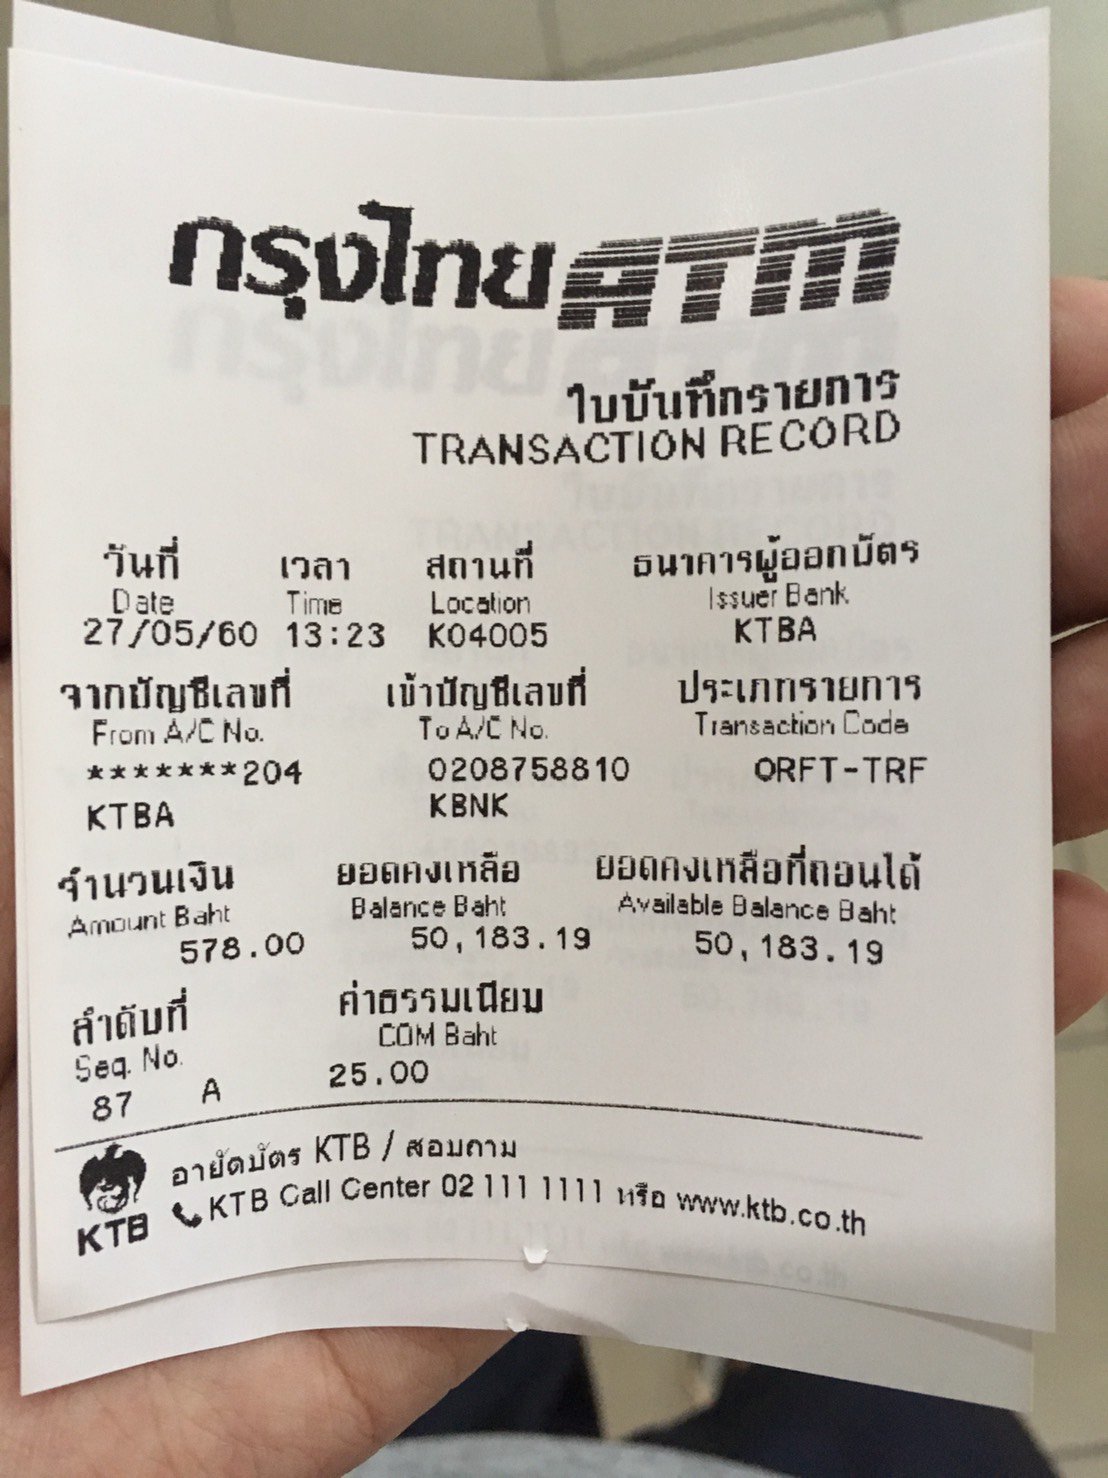 กรุงไทย ATM
ใบบันทึกรายการ
TRANSACTION RECORD
วันที่ เวลา สถานที่ ธนาคารผู้ออกบัตร
Date Time Location Issuer Bank
27/05/60 13:23 K04005 KTBA
จากบัญชีเลขที่ เข้าบัญชีเลขที่ ประเภทรายการ
From A/C No. To A/C No. Transaction Code
*******204 0208758810 ORFT-TRF
KTBA KBNK
จำนวนเงิน ยอดคงเหลือ ยอดคงเหลือที่ถอนได้
Amount Baht Balance Baht Available Balance Baht
578.00 50,183.19 50,183.19
ลำดับที่ ค่าธรรมเนียม
Seq. No. COM Baht
87 A 25.00
อายัดบัตร KTB / สอบถาม
KTB Call Center 02 111 1111 หรือ www.ktb.co.th
KTB